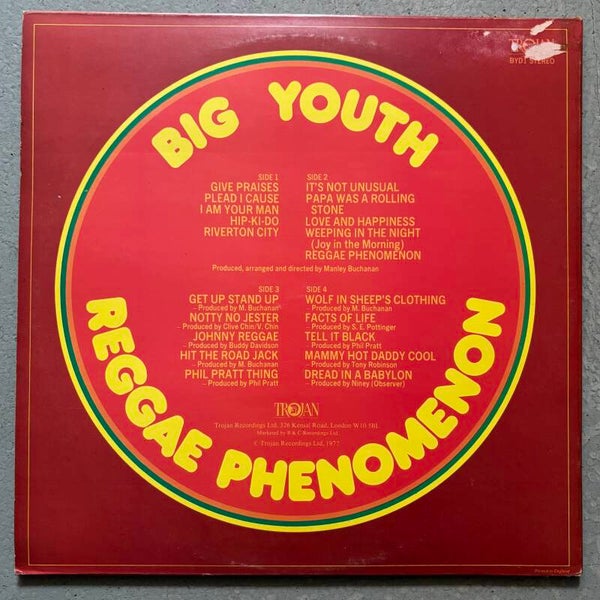 TROJAN
BYD1 STEREO
BIG YOUTH
SIDE 1
GIVE PRAISES
PLEAD I CAUSE
I AM YOUR MAN
HIP-KI-DO
RIVERTON CITY
SIDE 2
IT'S NOT UNUSUAL
PAPA WAS A ROLLING
STONE
LOVE AND HAPPINESS
WEEPING IN THE NIGHT
(Joy in the Morning)
REGGAE PHENOMENON
Produced, arranged and directed by Manley Buchanan
SIDE 3
GET UP STAND UP
– Produced by M. Buchanan
NOTTY NO JESTER
– Produced by Clive Chin/V. Chin
JOHNNY REGGAE
– Produced by Buddy Davidson
HIT THE ROAD JACK
– Produced by M. Buchanan
PHIL PRATT THING
– Produced by Phil Pratt
SIDE 4
WOLF IN SHEEP'S CLOTHING
– Produced by M. Buchanan
FACTS OF LIFE
– Produced by S. E. Pottinger
TELL IT BLACK
– Produced by Phil Pratt
MAMMY HOT DADDY COOL
– Produced by Tony Robinson
DREAD IN A BABYLON
– Produced by Niney (Observer)
TROJAN
Trojan Recordings Ltd. 326 Kensal Road, London W10 5BL
Marketed by B & C Recordings Ltd.
© Trojan Recordings Ltd, 1977
REGGAE PHENOMENON
Printed in England